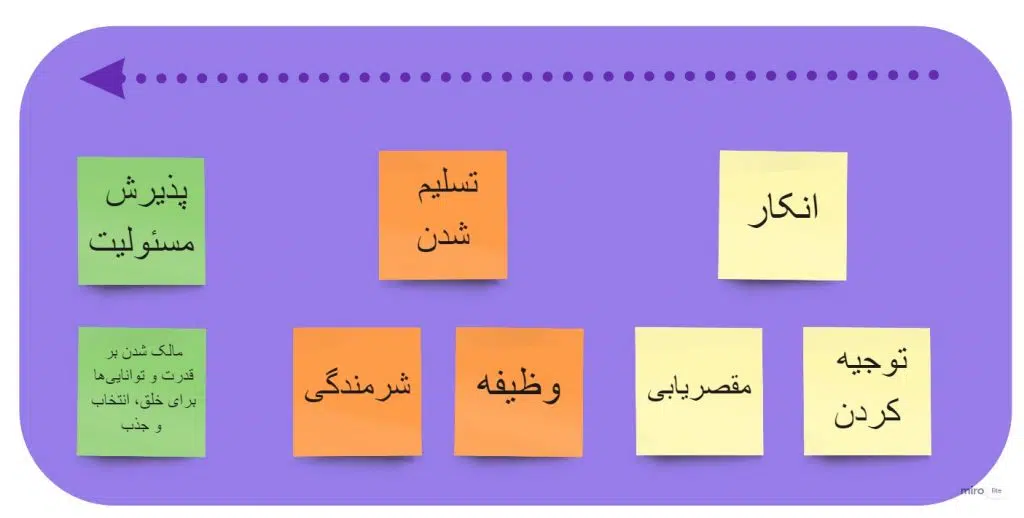 انکار
تسلیم
شدن
پذیرش
مسئولیت
توجیه
کردن
مقصریابی
وظیفه
شرمندگی
مالک شدن بر
قدرت و توانایی‌ها
برای خلق، انتخاب
و جذب
miro lite